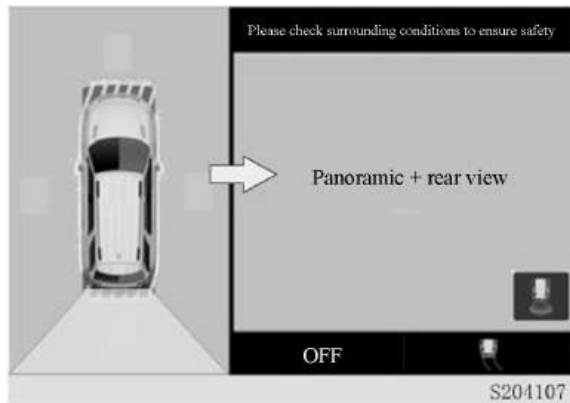 Please check surrounding conditions to ensure safety
Panoramic + rear view
OFF
S204107